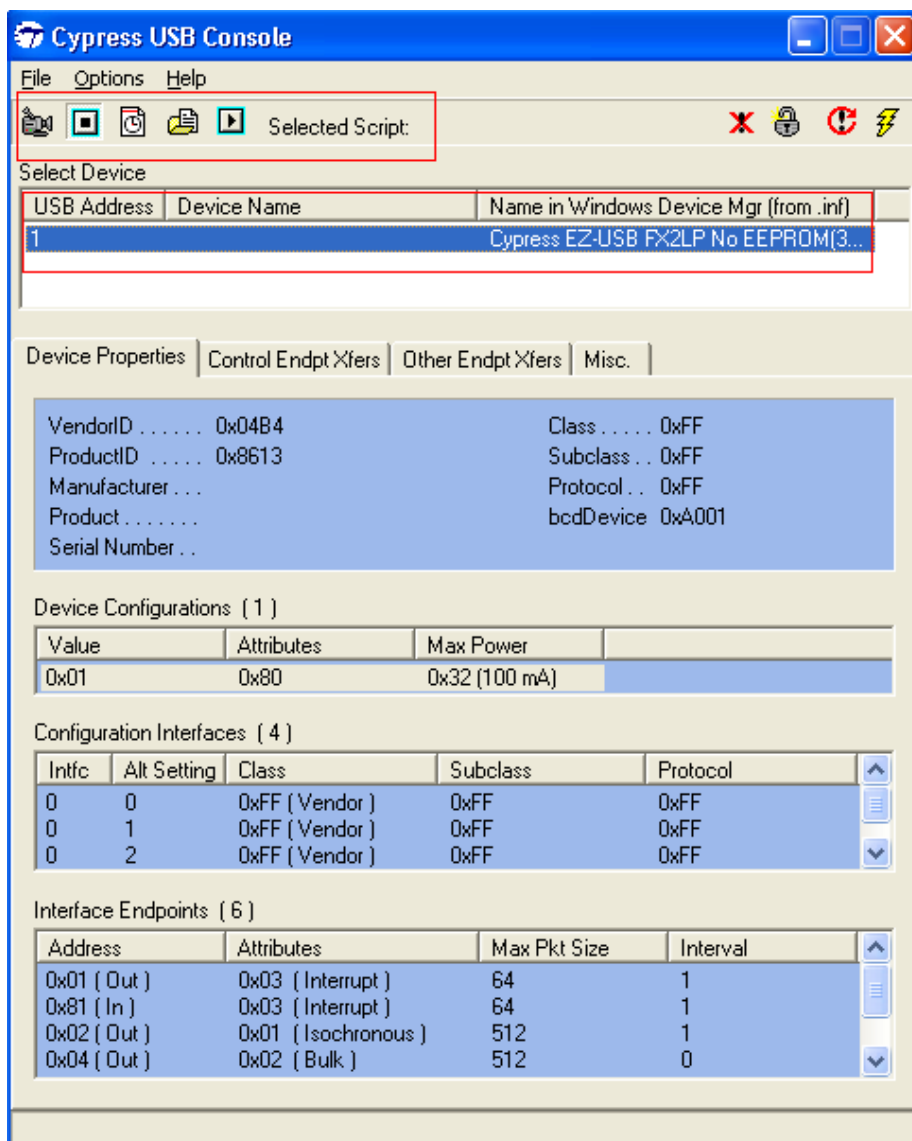 Cypress USB Console
File Options Help
Selected Script:
Select Device
USB Address Device Name Name in Windows Device Mgr (from .inf)
1 Cypress EZ-USB FX2LP No EEPROM(3...
Device Properties Control Endpt Xfers Other Endpt Xfers Misc.
VendorID . . . . . . 0x04B4 Class . . . . . 0xFF
ProductID . . . . . 0x8613 Subclass . . 0xFF
Manufacturer . . . Protocol . . 0xFF
Product . . . . . . . bcdDevice 0xA001
Serial Number . .
Device Configurations ( 1 )
Value Attributes Max Power
0x01 0x80 0x32 (100 mA)
Configuration Interfaces ( 4 )
Intfc Alt Setting Class Subclass Protocol
0 0 0xFF ( Vendor ) 0xFF 0xFF
0 1 0xFF ( Vendor ) 0xFF 0xFF
0 2 0xFF ( Vendor ) 0xFF 0xFF
Interface Endpoints ( 6 )
Address Attributes Max Pkt Size Interval
0x01 ( Out ) 0x03 ( Interrupt ) 64 1
0x81 ( In ) 0x03 ( Interrupt ) 64 1
0x02 ( Out ) 0x01 ( Isochronous ) 512 1
0x04 ( Out ) 0x02 ( Bulk ) 512 0